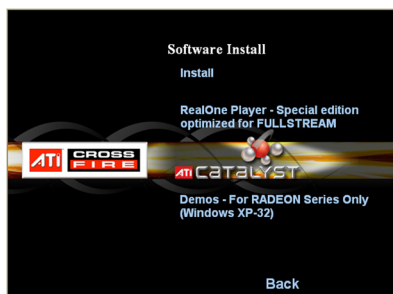 Software Install
Install
RealOne Player - Special edition
optimized for FULLSTREAM
ATI CROSS
FIRE
ATI CATALYST
Demos - For RADEON Series Only
(Windows XP-32)
Back